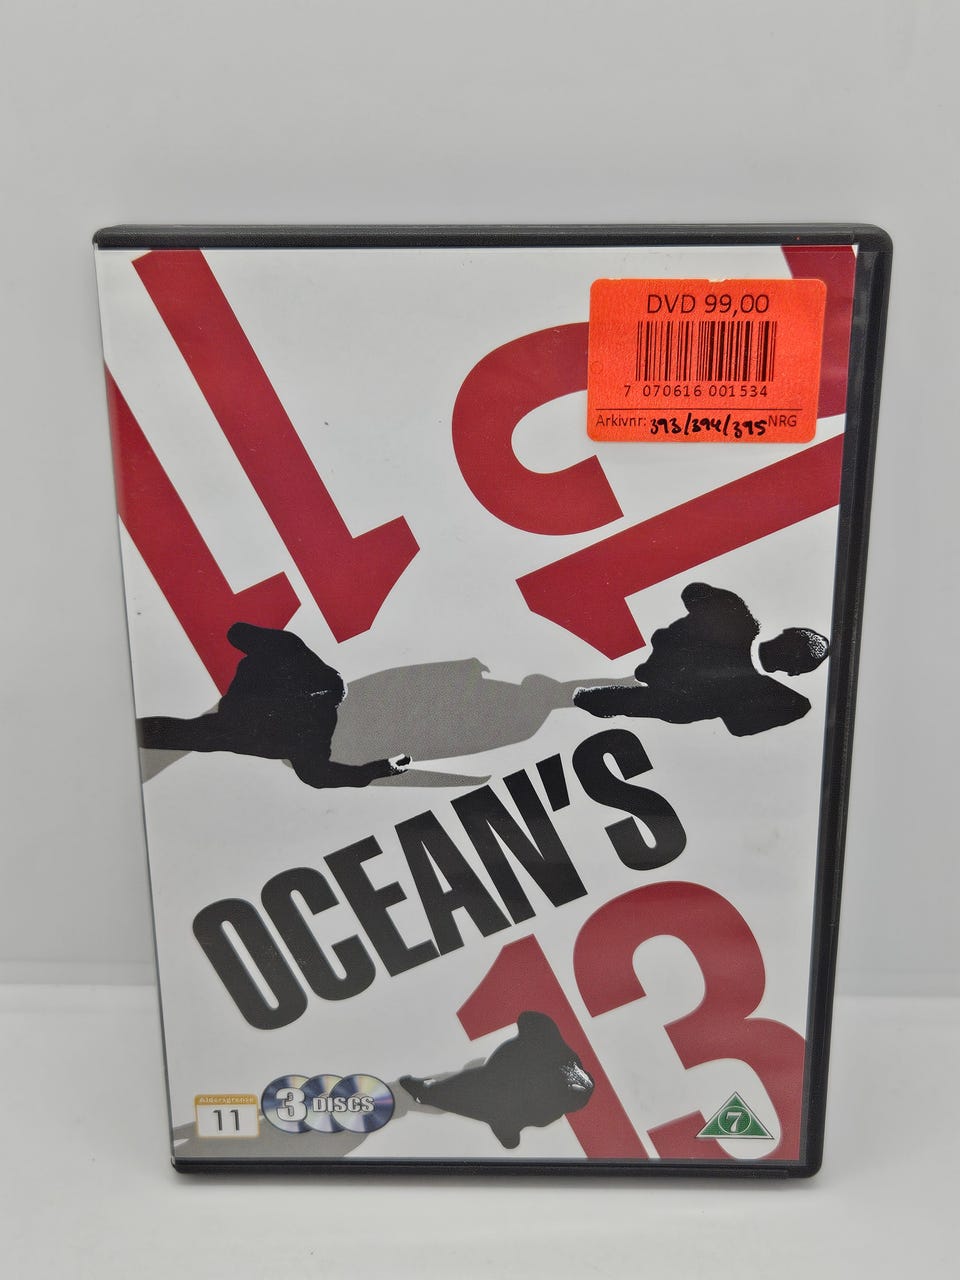 11
12
DVD 99,00
7 070616 001534
Arkivnr: 393/394/395 NRG
OCEAN'S
13
Aldersgrense
11
3 DISCS
7